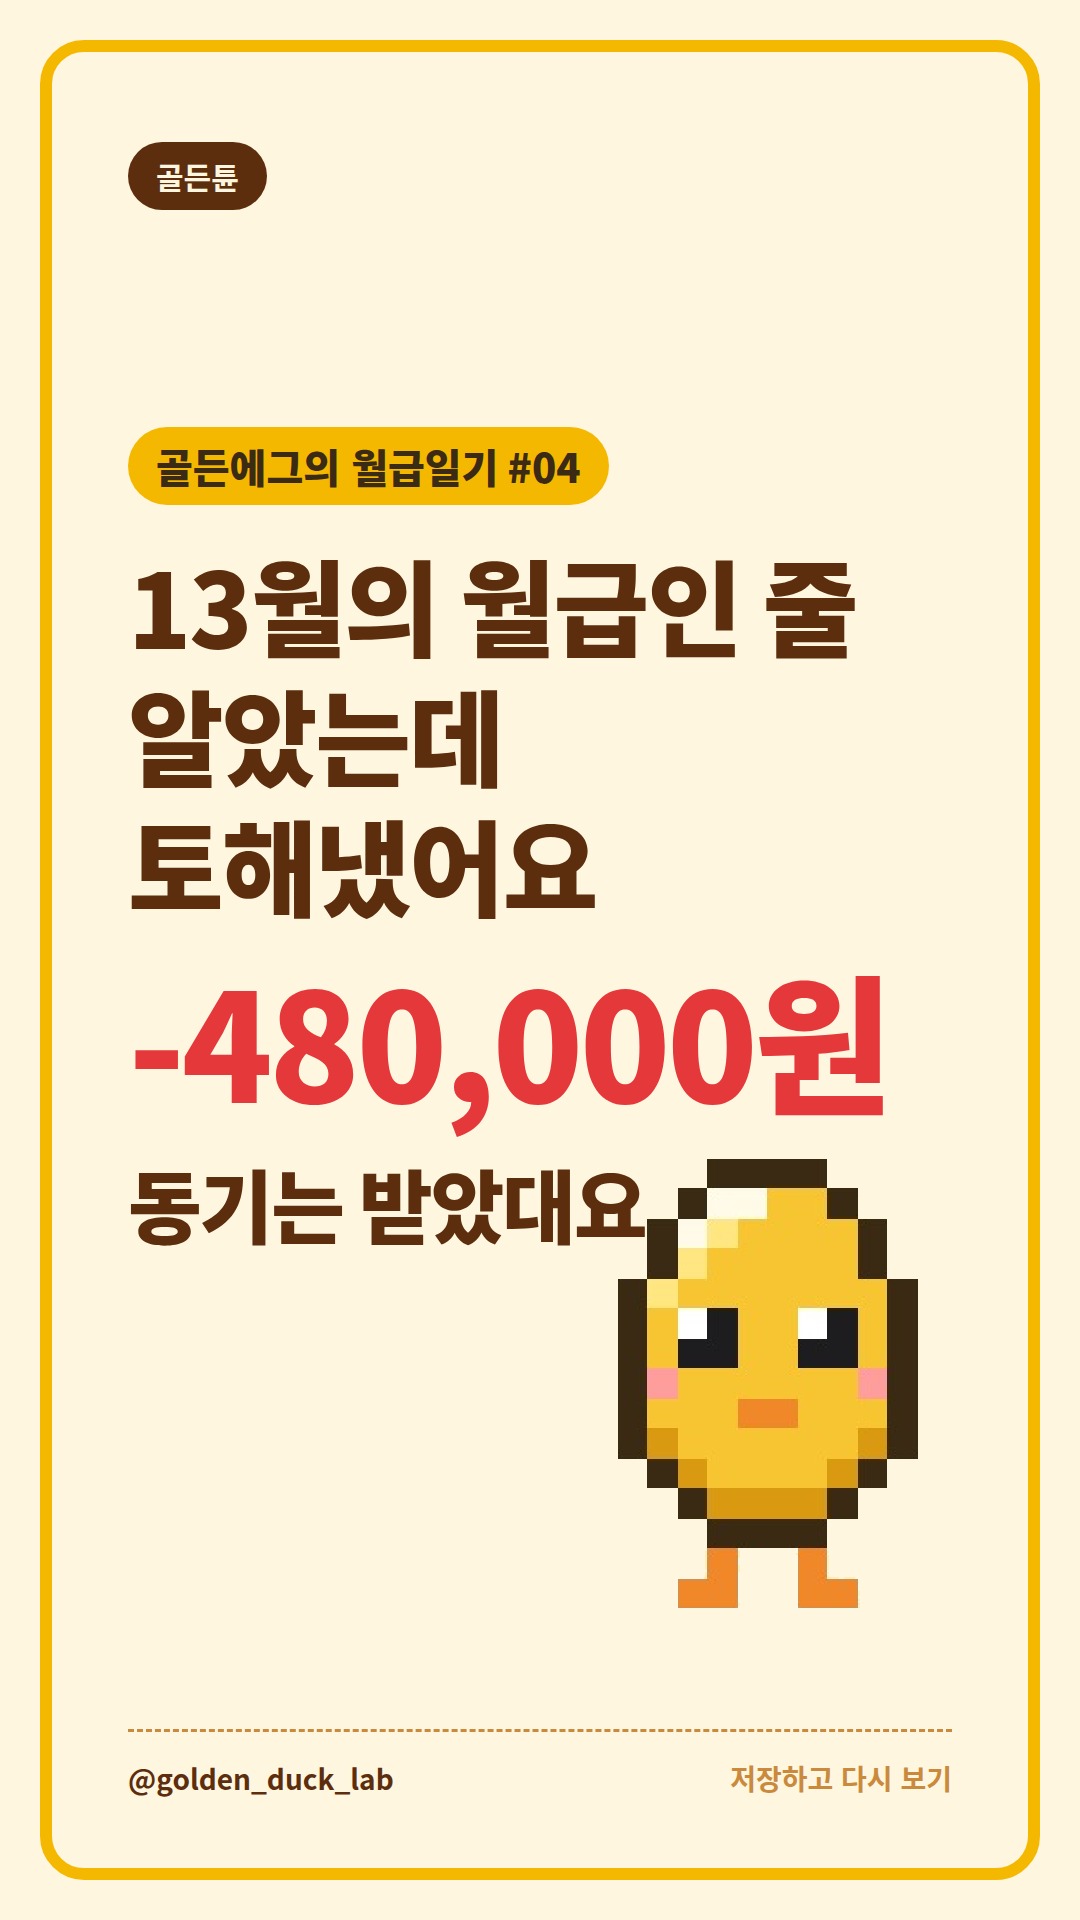 골든튠
골든에그의 월급일기 #04
13월의 월급인 줄
알았는데
토해냈어요
-480,000원
동기는 받았대요
@golden_duck_lab
저장하고 다시 보기